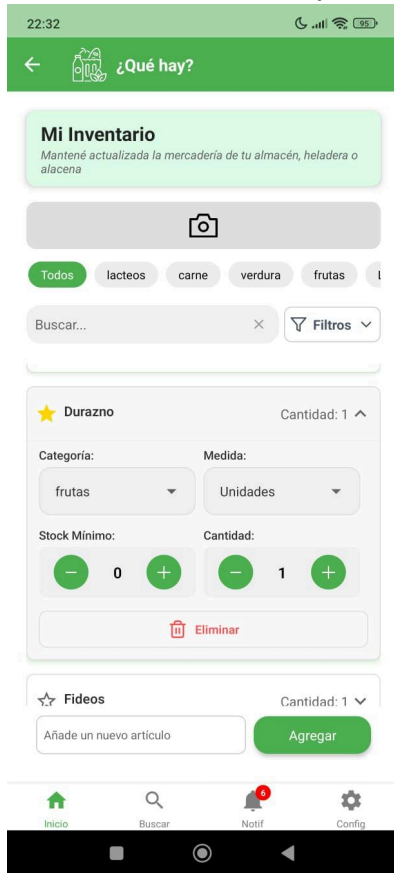 22:32
95
¿Qué hay?
Mi Inventario
Mantené actualizada la mercadería de tu almacén, heladera o
alacena
Todos lacteos carne verdura frutas
Buscar... Filtros
Durazno Cantidad: 1
Categoría: Medida:
frutas Unidades
Stock Mínimo: Cantidad:
0 1
Eliminar
Fideos Cantidad: 1
Añade un nuevo artículo Agregar
6
Inicio Buscar Notif Config